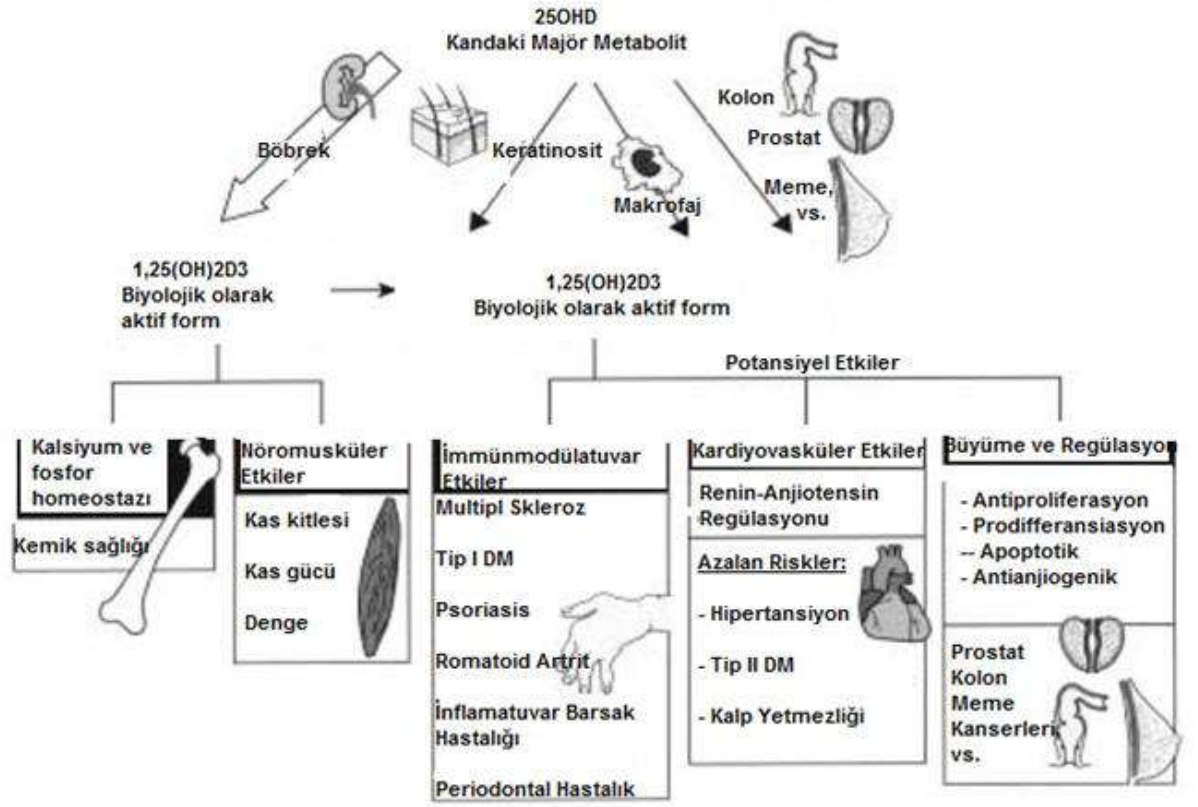 25OHD
Kandaki Majör Metabolit
Böbrek
Keratinosit
Makrofaj
Kolon
Prostat
Meme,
vs.
1,25(OH)2D3
Biyolojik olarak
aktif form
1,25(OH)2D3
Biyolojik olarak aktif form
Potansiyel Etkiler
Kalsiyum ve
fosfor
homeostazı
Kemik sağlığı
Nöromusküler
Etkiler
Kas kitlesi
Kas gücü
Denge
İmmünmodülatuvar
Etkiler
Multipl Skleroz
Tip I DM
Psoriasis
Romatoid Artrit
İnflamatuvar Barsak
Hastalığı
Periodontal Hastalık
Kardiyovasküler Etkiler
Renin-Anjiotensin
Regülasyonu
Azalan Riskler:
- Hipertansiyon
- Tip II DM
- Kalp Yetmezliği
Büyüme ve Regülasyon
- Antiproliferasyon
- Prodifferansiasyon
-- Apoptotik
- Antianjiogenik
Prostat
Kolon
Meme
Kanserleri
vs.